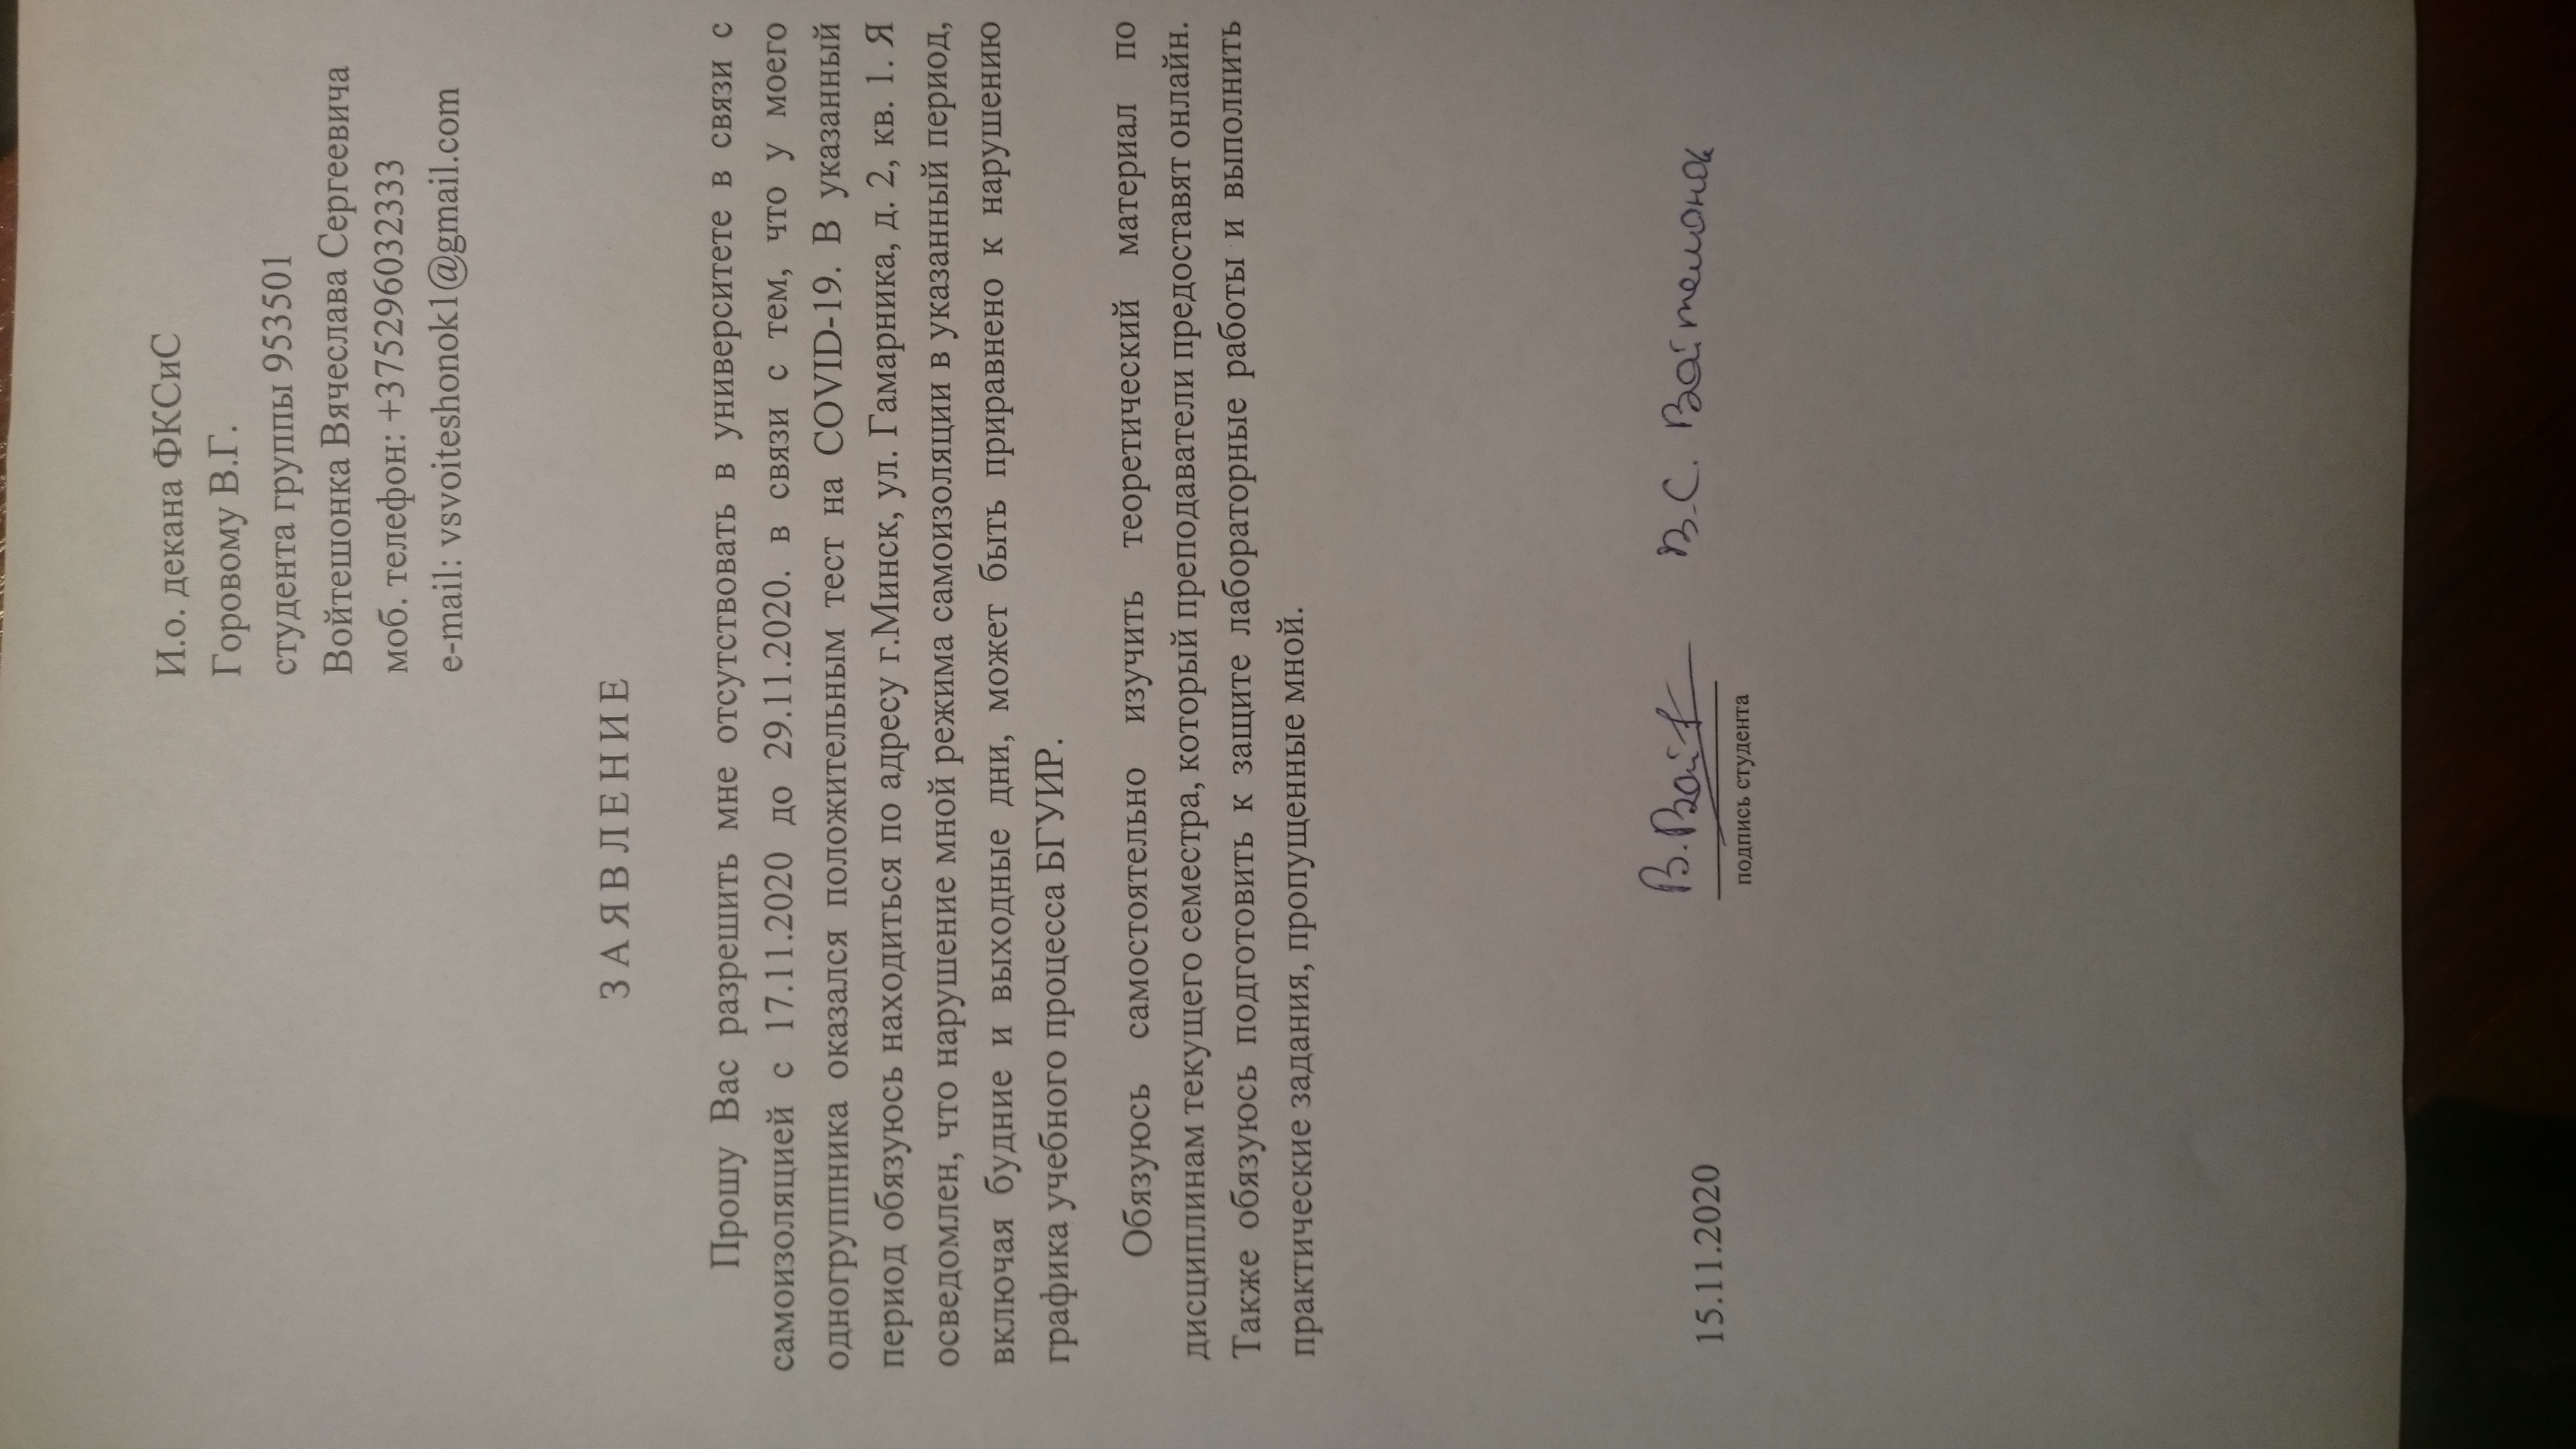 И.о. декана ФКСиС
Горовому В.Г.
студента группы 953501
Войтешонка Вячеслава Сергеевича
моб. телефон: +375296032333
e-mail: vsvoiteshonok1@gmail.com
ЗАЯВЛЕНИЕ
Прошу Вас разрешить мне отсутствовать в университете в связи с
самоизоляцией с 17.11.2020 до 29.11.2020. в связи с тем, что у моего
одногруппника оказался положительным тест на COVID-19. В указанный
период обязуюсь находиться по адресу г.Минск, ул. Гамарника, д. 2, кв. 1. Я
осведомлен, что нарушение мной режима самоизоляции в указанный период,
включая будние и выходные дни, может быть приравнено к нарушению
графика учебного процесса БГУИР.
Обязуюсь самостоятельно изучить теоретический материал по
дисциплинам текущего семестра, который преподаватели предоставят онлайн.
Также обязуюсь подготовить к защите лабораторные работы и выполнить
практические задания, пропущенные мной.
15.11.2020 В.Войт В.С. Войтешонок
подпись студента